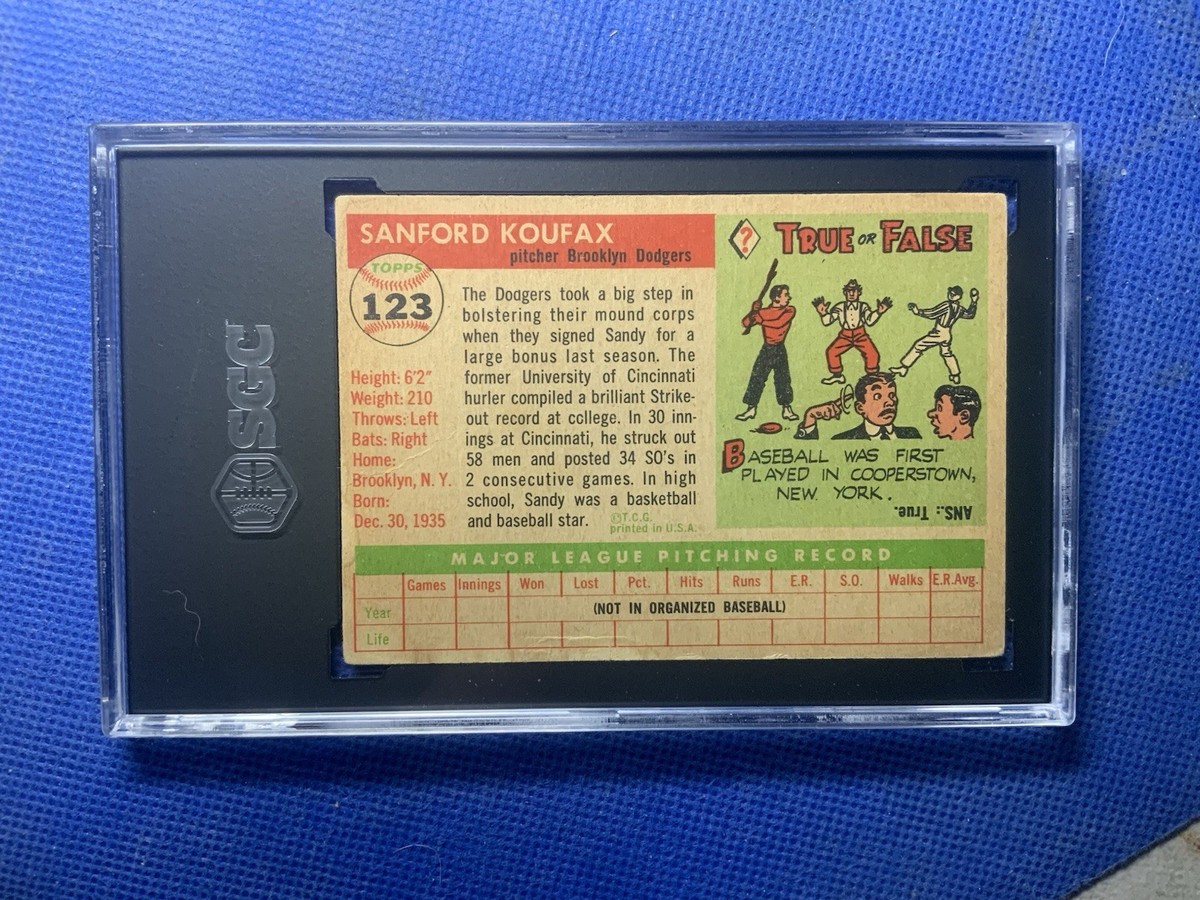 SGC
SANFORD KOUFAX
pitcher Brooklyn Dodgers
TOPPS
123
Height: 6'2"
Weight: 210
Throws: Left
Bats: Right
Home:
Brooklyn, N. Y.
Born:
Dec. 30, 1935
The Dodgers took a big step in
bolstering their mound corps
when they signed Sandy for a
large bonus last season. The
former University of Cincinnati
hurler compiled a brilliant Strike-
out record at college. In 30 inn-
ings at Cincinnati, he struck out
58 men and posted 34 SO's in
2 consecutive games. In high
school, Sandy was a basketball
and baseball star.
©T.C.G.
printed in U.S.A.
?
TRUE OR FALSE
BASEBALL WAS FIRST
PLAYED IN COOPERSTOWN,
NEW YORK.
ANS.: True.
MAJOR LEAGUE PITCHING RECORD
Games Innings Won Lost Pct. Hits Runs E.R. S.O. Walks E.R.Avg.
Year (NOT IN ORGANIZED BASEBALL)
Life